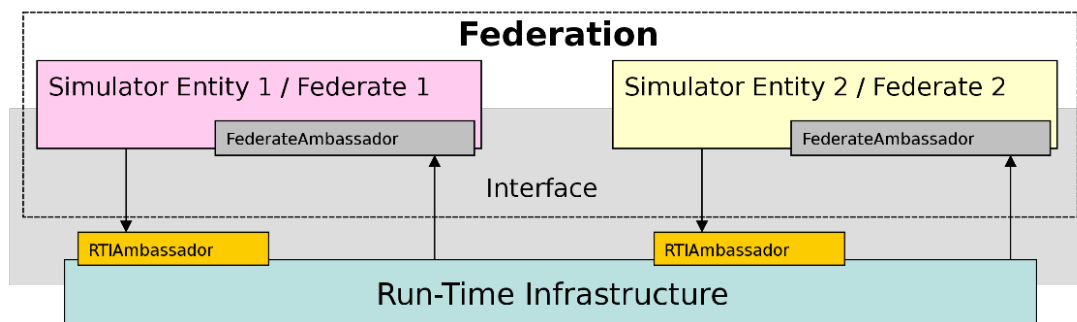 Federation
Simulator Entity 1 / Federate 1
Simulator Entity 2 / Federate 2
FederateAmbassador
FederateAmbassador
Interface
RTIAmbassador
RTIAmbassador
Run-Time Infrastructure